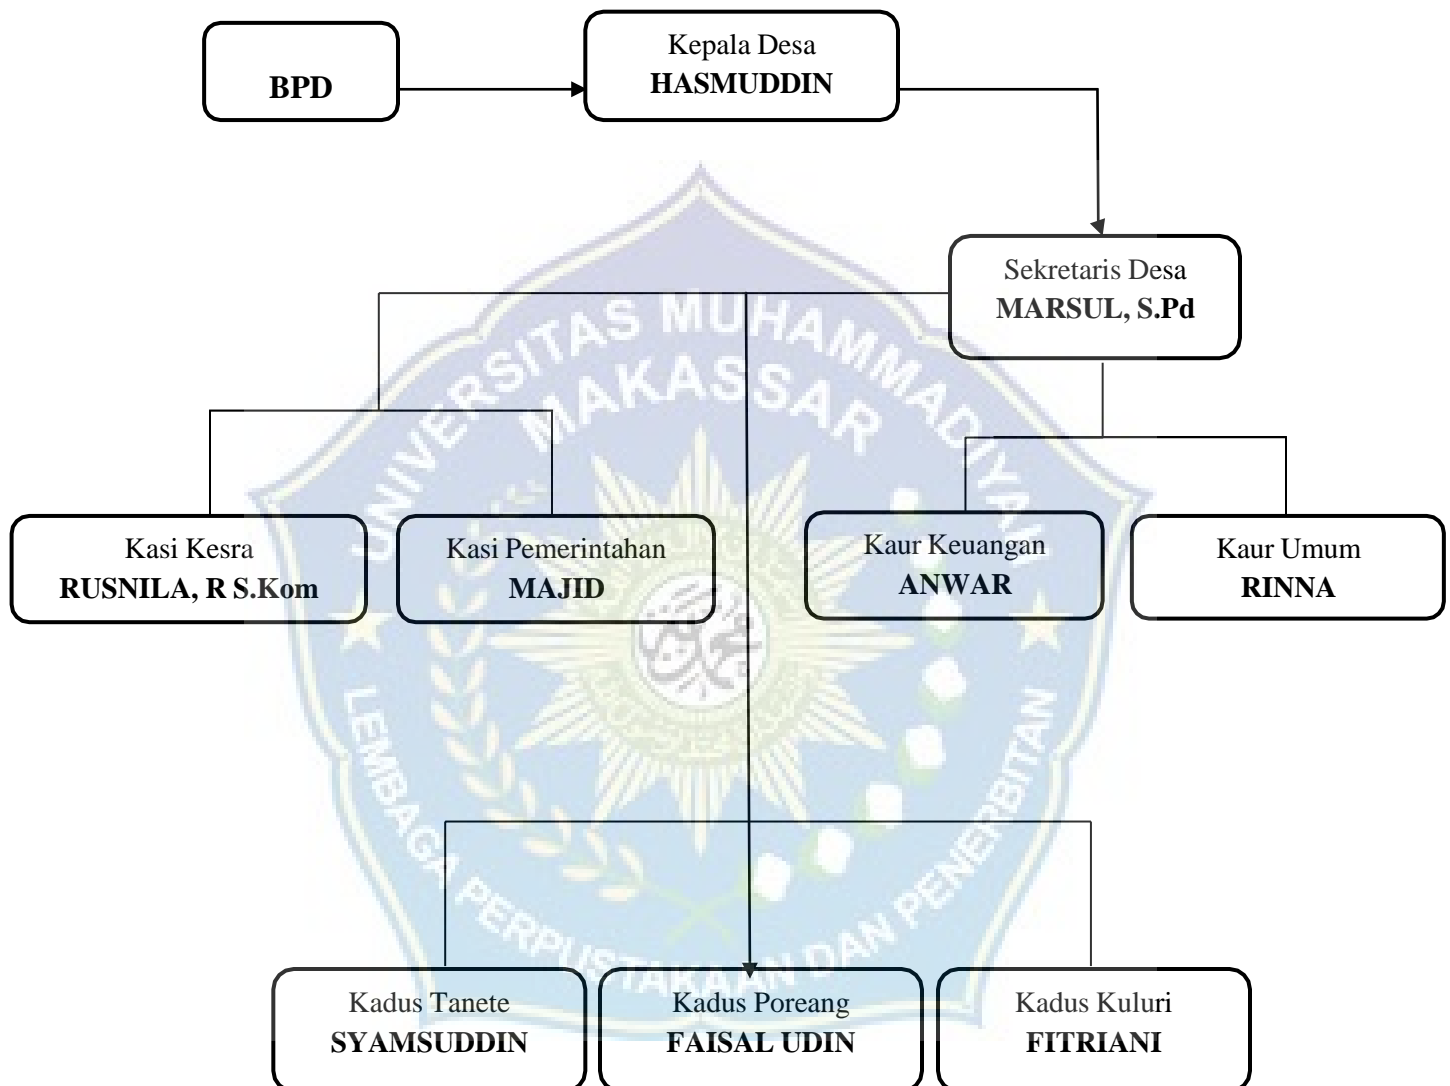 BPD
Kepala Desa
HASMUDDIN
Sekretaris Desa
MARSUL, S.Pd
UNIVERSITAS MUHAMMADIYAH
MAKASSAR
Kasi Kesra
RUSNILA, R S.Kom
Kasi Pemerintahan
MAJID
Kaur Keuangan
ANWAR
Kaur Umum
RINNA
LEMBAGA PERPUSTAKAAN DAN PENERBITAN
Kadus Tanete
SYAMSUDDIN
Kadus Poreang
FAISAL UDIN
Kadus Kuluri
FITRIANI